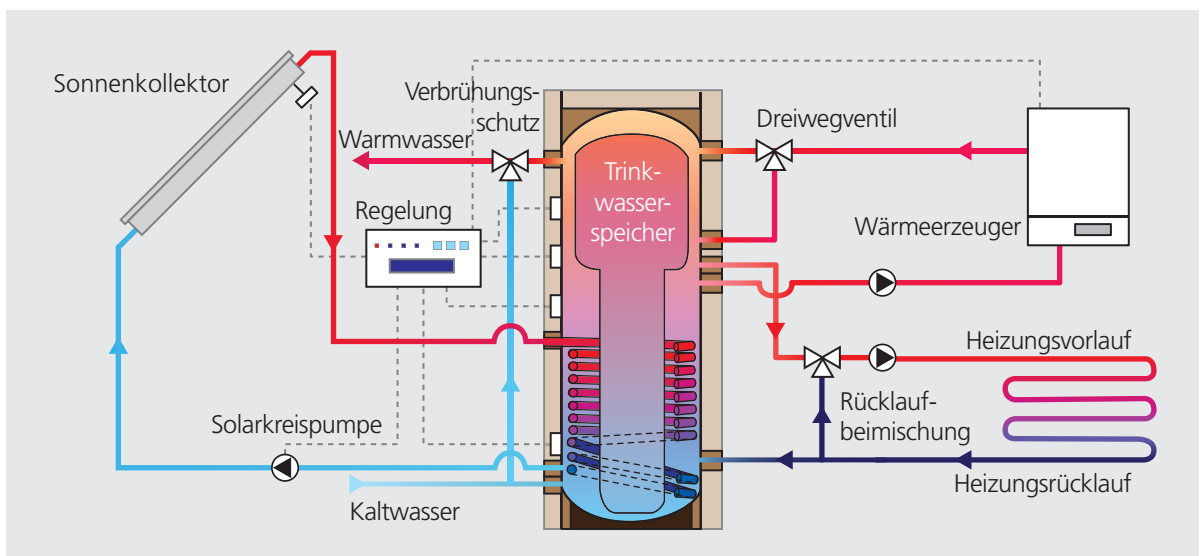 Sonnenkollektor
Verbrühungs-
schutz
Dreiwegventil
Warmwasser
Trink-
wasser-
speicher
Regelung
Wärmeerzeuger
Heizungsvorlauf
Rücklauf-
beimischung
Solarkreispumpe
Heizungsrücklauf
Kaltwasser